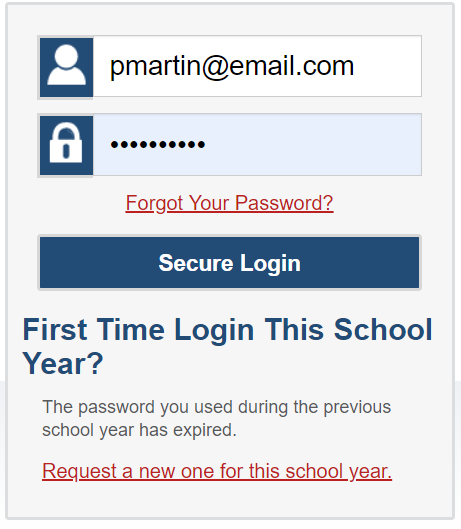 pmartin@email.com
••••••••••
Forgot Your Password?
Secure Login
First Time Login This School
Year?
The password you used during the previous
school year has expired.
Request a new one for this school year.